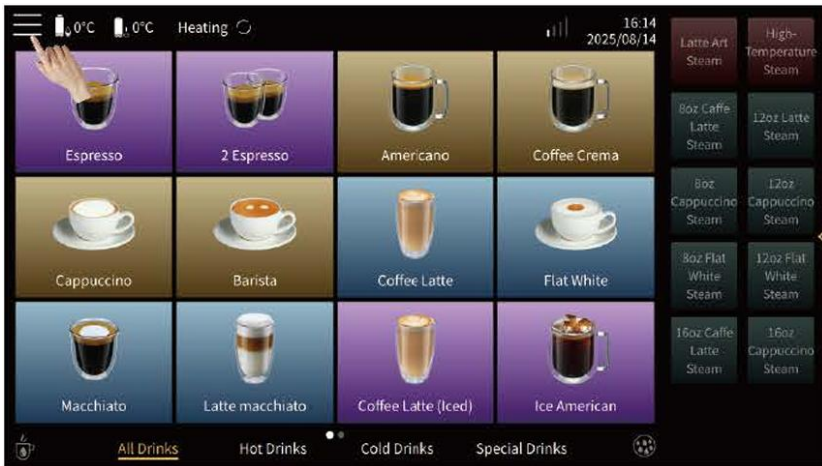 0°C 0°C Heating
16:14
2025/08/14
Espresso
2 Espresso
Americano
Coffee Crema
Cappuccino
Barista
Coffee Latte
Flat White
Macchiato
Latte macchiato
Coffee Latte (Iced)
Ice American
All Drinks
Hot Drinks
Cold Drinks
Special Drinks
Latte Art
Steam
High-
Temperature
Steam
8oz Caffe
Latte
Steam
12oz Latte
Steam
8oz
Cappuccino
Steam
12oz
Cappuccino
Steam
8oz Flat
White
Steam
12oz Flat
White
Steam
16oz Caffe
Latte
Steam
16oz
Cappuccino
Steam